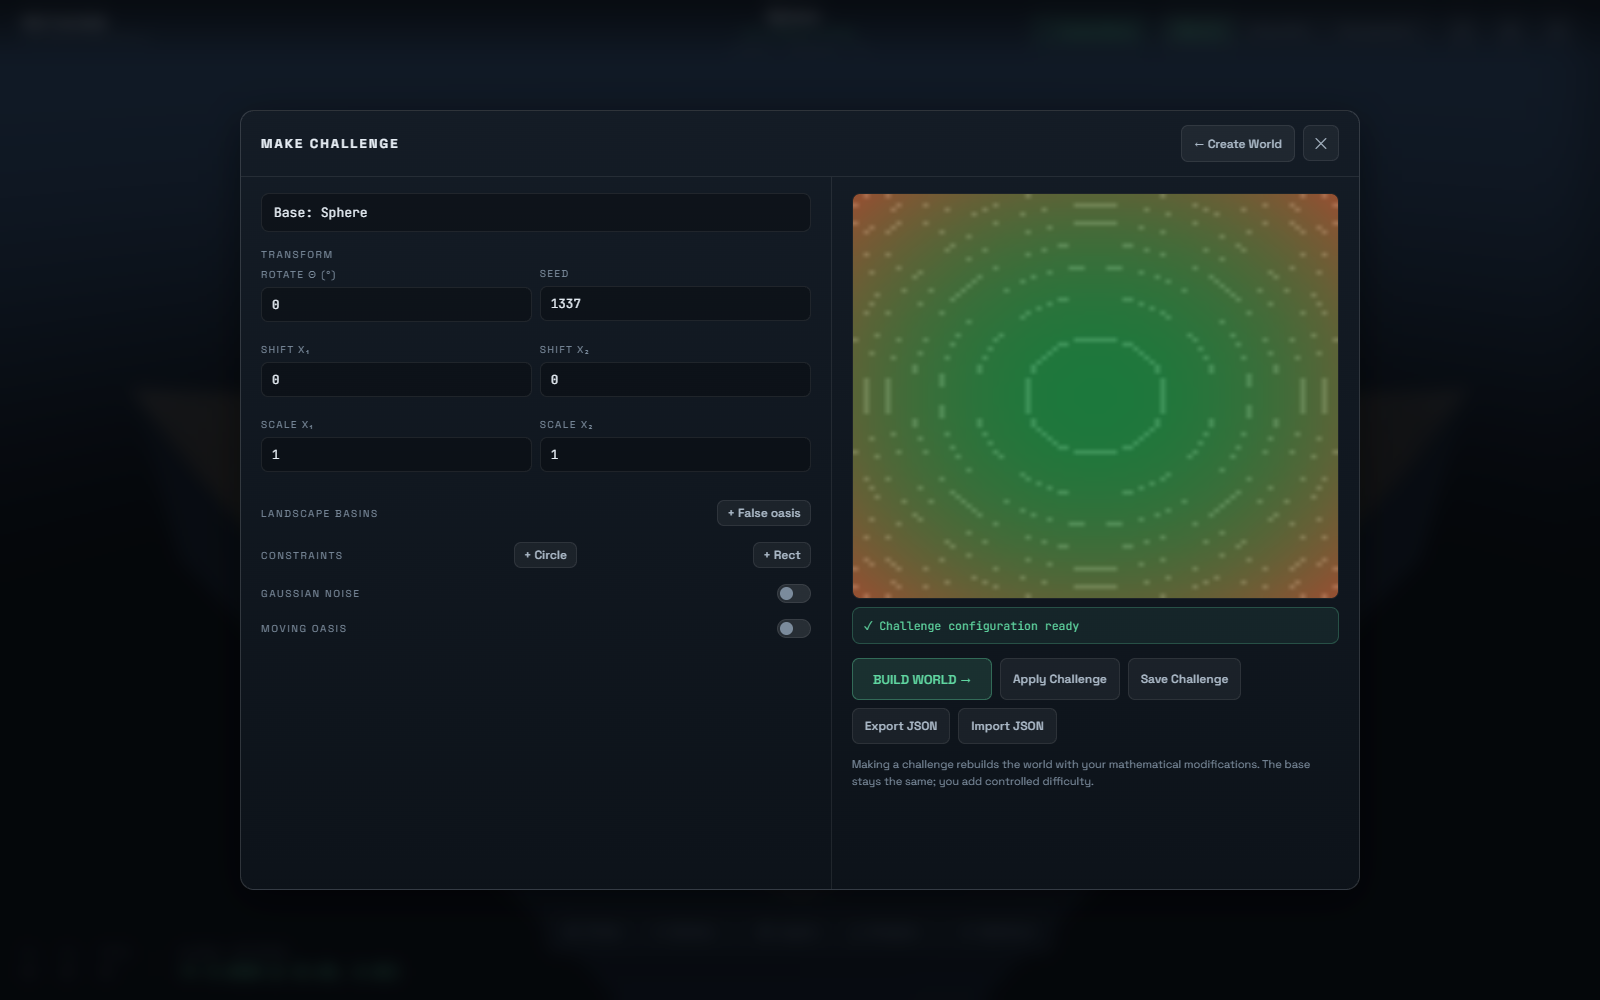 MAKE CHALLENGE
← Create World
Base: Sphere
TRANSFORM
ROTATE Θ (°)
SEED
0
1337
SHIFT X₁
SHIFT X₂
0
0
SCALE X₁
SCALE X₂
1
1
LANDSCAPE BASINS
+ False oasis
CONSTRAINTS
+ Circle
+ Rect
GAUSSIAN NOISE
MOVING OASIS
✓ Challenge configuration ready
BUILD WORLD →
Apply Challenge
Save Challenge
Export JSON
Import JSON
Making a challenge rebuilds the world with your mathematical modifications. The base
stays the same; you add controlled difficulty.